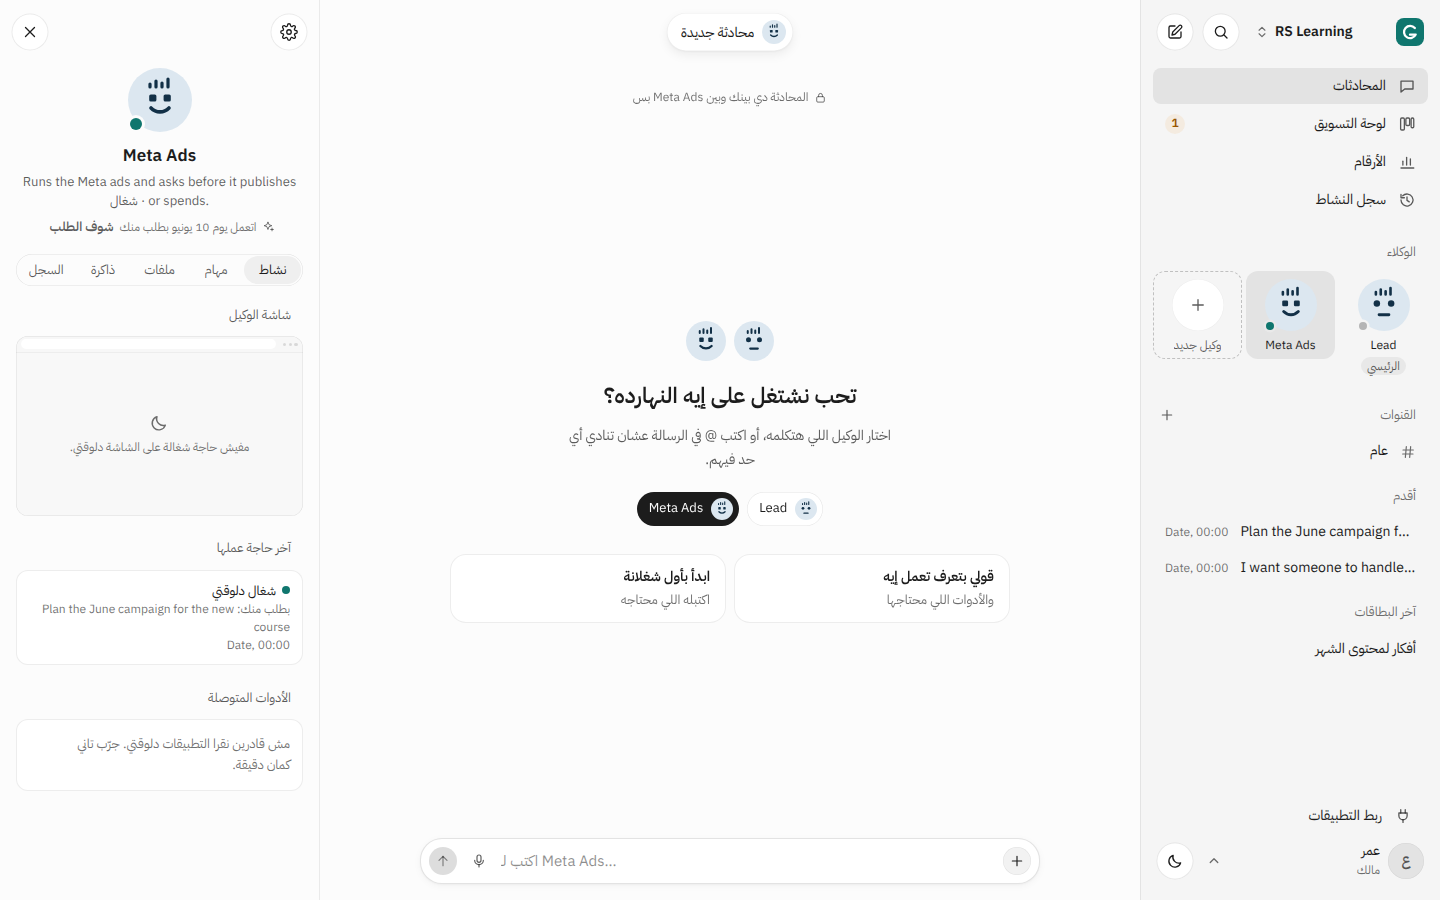 RS Learning
المحادثات
لوحة التسويق
1
الأرقام
سجل النشاط
الوكلاء
Lead
الرئيسي
Meta Ads
وكيل جديد
القنوات
عام
أقدم
Plan the June campaign f...
Date, 00:00
I want someone to handle...
Date, 00:00
آخر البطاقات
أفكار لمحتوى الشهر
ربط التطبيقات
ع
عمر
مالك
محادثة جديدة
المحادثة دي بينك وبين Meta Ads بس
تحب نشتغل على إيه النهارده؟
اختار الوكيل اللي هتكلمه، أو اكتب @ في الرسالة عشان تنادي أي
حد فيهم.
Lead
Meta Ads
قولي بتعرف تعمل إيه
والأدوات اللي محتاجها
ابدأ بأول شغلانة
اكتبله اللي محتاجه
اكتب لـ Meta Ads...
Meta Ads
Runs the Meta ads and asks before it publishes
or spends. · شغال
اتعمل يوم 10 يونيو بطلب منك شوف الطلب
نشاط
مهام
ملفات
ذاكرة
السجل
شاشة الوكيل
مفيش حاجة شغالة على الشاشة دلوقتي.
آخر حاجة عملها
شغال دلوقتي
بطلب منك: Plan the June campaign for the new
course
Date, 00:00
الأدوات المتوصلة
مش قادرين نقرا التطبيقات دلوقتي. جرّب تاني
كمان دقيقة.